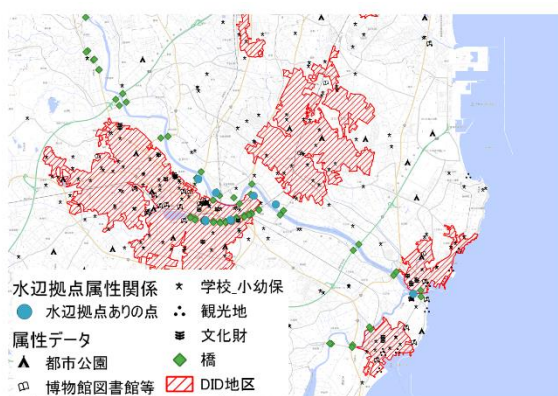 水辺拠点属性関係
水辺拠点ありの点
属性データ
都市公園
博物館図書館等
学校_小幼保
観光地
文化財
橋
DID地区